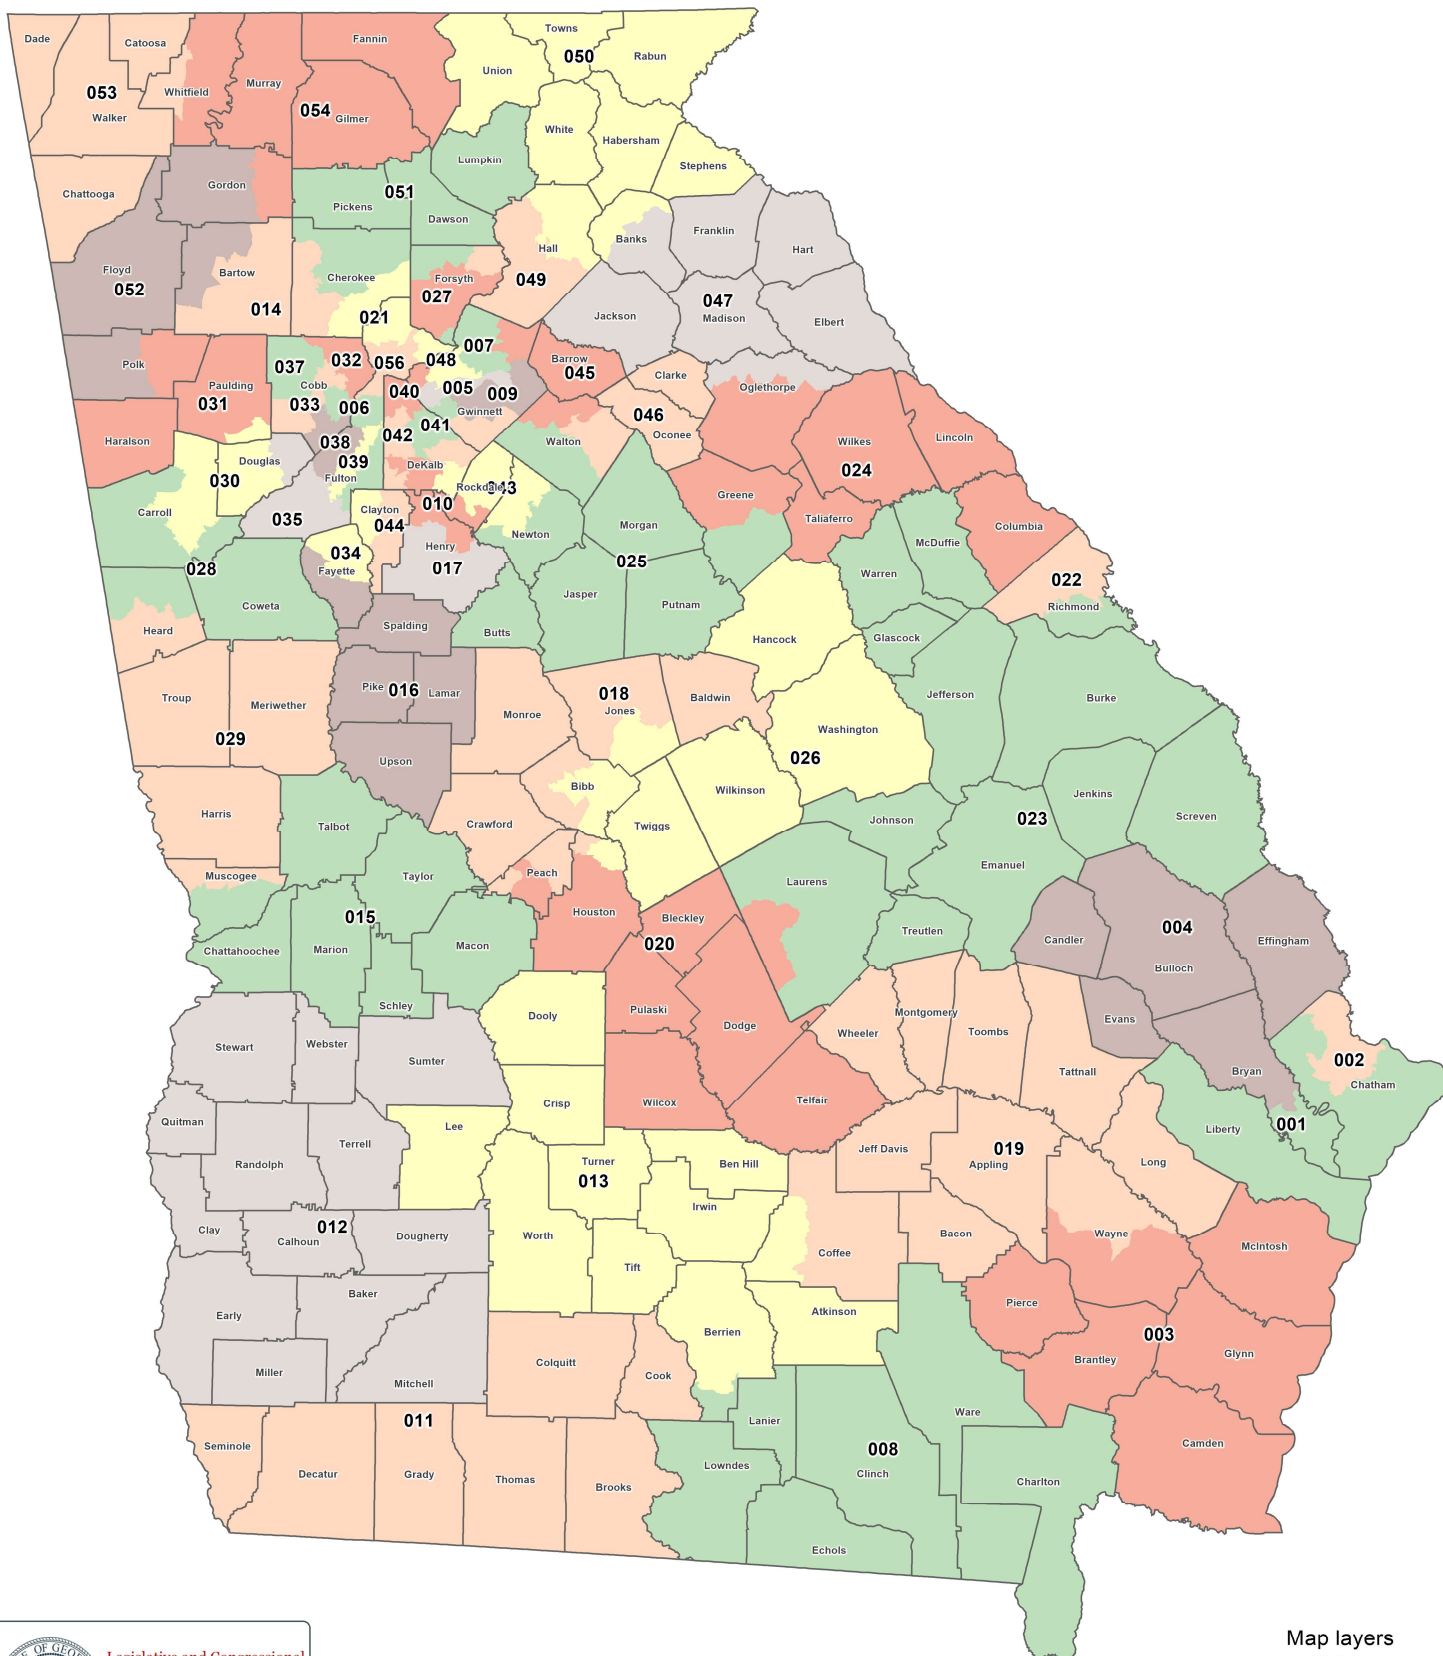 Dade
Catoosa
Fannin
Towns
050
Rabun
Union
053
Whitfield
Murray
054
Gilmer
Walker
White
Habersham
Lumpkin
Stephens
Chattooga
Gordon
051
Pickens
Dawson
Banks
Franklin
Hart
Hall
Floyd
052
Bartow
Cherokee
Forsyth
049
027
047
Madison
014
021
Jackson
Elbert
007
Polk
037
032
056
048
Barrow
045
Clarke
Paulding
Cobb
040
005
009
Oglethorpe
031
033
006
Gwinnett
046
Haralson
038
042
041
Walton
Oconee
Wilkes
Lincoln
Douglas
039
DeKalb
024
030
Fulton
Rockdale
043
Greene
Carroll
035
Clayton
044
010
Newton
Morgan
Taliaferro
Columbia
034
Henry
McDuffie
028
Fayette
017
025
Warren
022
Coweta
Jasper
Putnam
Richmond
Heard
Spalding
Butts
Hancock
Glascock
Troup
Meriwether
Pike
016
Lamar
Monroe
018
Jones
Baldwin
Jefferson
Burke
029
Upson
Washington
026
Bibb
Wilkinson
Jenkins
Harris
Talbot
Crawford
Twiggs
Johnson
023
Screven
Muscogee
Taylor
Peach
Laurens
Emanuel
015
Houston
Bleckley
004
Chattahoochee
Marion
Macon
020
Treutlen
Candler
Bulloch
Effingham
Schley
Dooly
Pulaski
Dodge
Wheeler
Montgomery
Toombs
Evans
Stewart
Webster
Sumter
Tattnall
Bryan
002
Chatham
Quitman
Lee
Crisp
Wilcox
Telfair
Liberty
001
Randolph
Terrell
Turner
013
Ben Hill
Jeff Davis
019
Appling
Long
Clay
012
Calhoun
Dougherty
Worth
Irwin
Coffee
Bacon
Wayne
McIntosh
Early
Baker
Tift
Atkinson
Pierce
Berrien
003
Miller
Mitchell
Colquitt
Cook
Brantley
Glynn
011
Lanier
Ware
Seminole
Decatur
Grady
Thomas
Brooks
Lowndes
008
Clinch
Charlton
Camden
Echols
Map layers
OF GEO
Legislative and Congressional